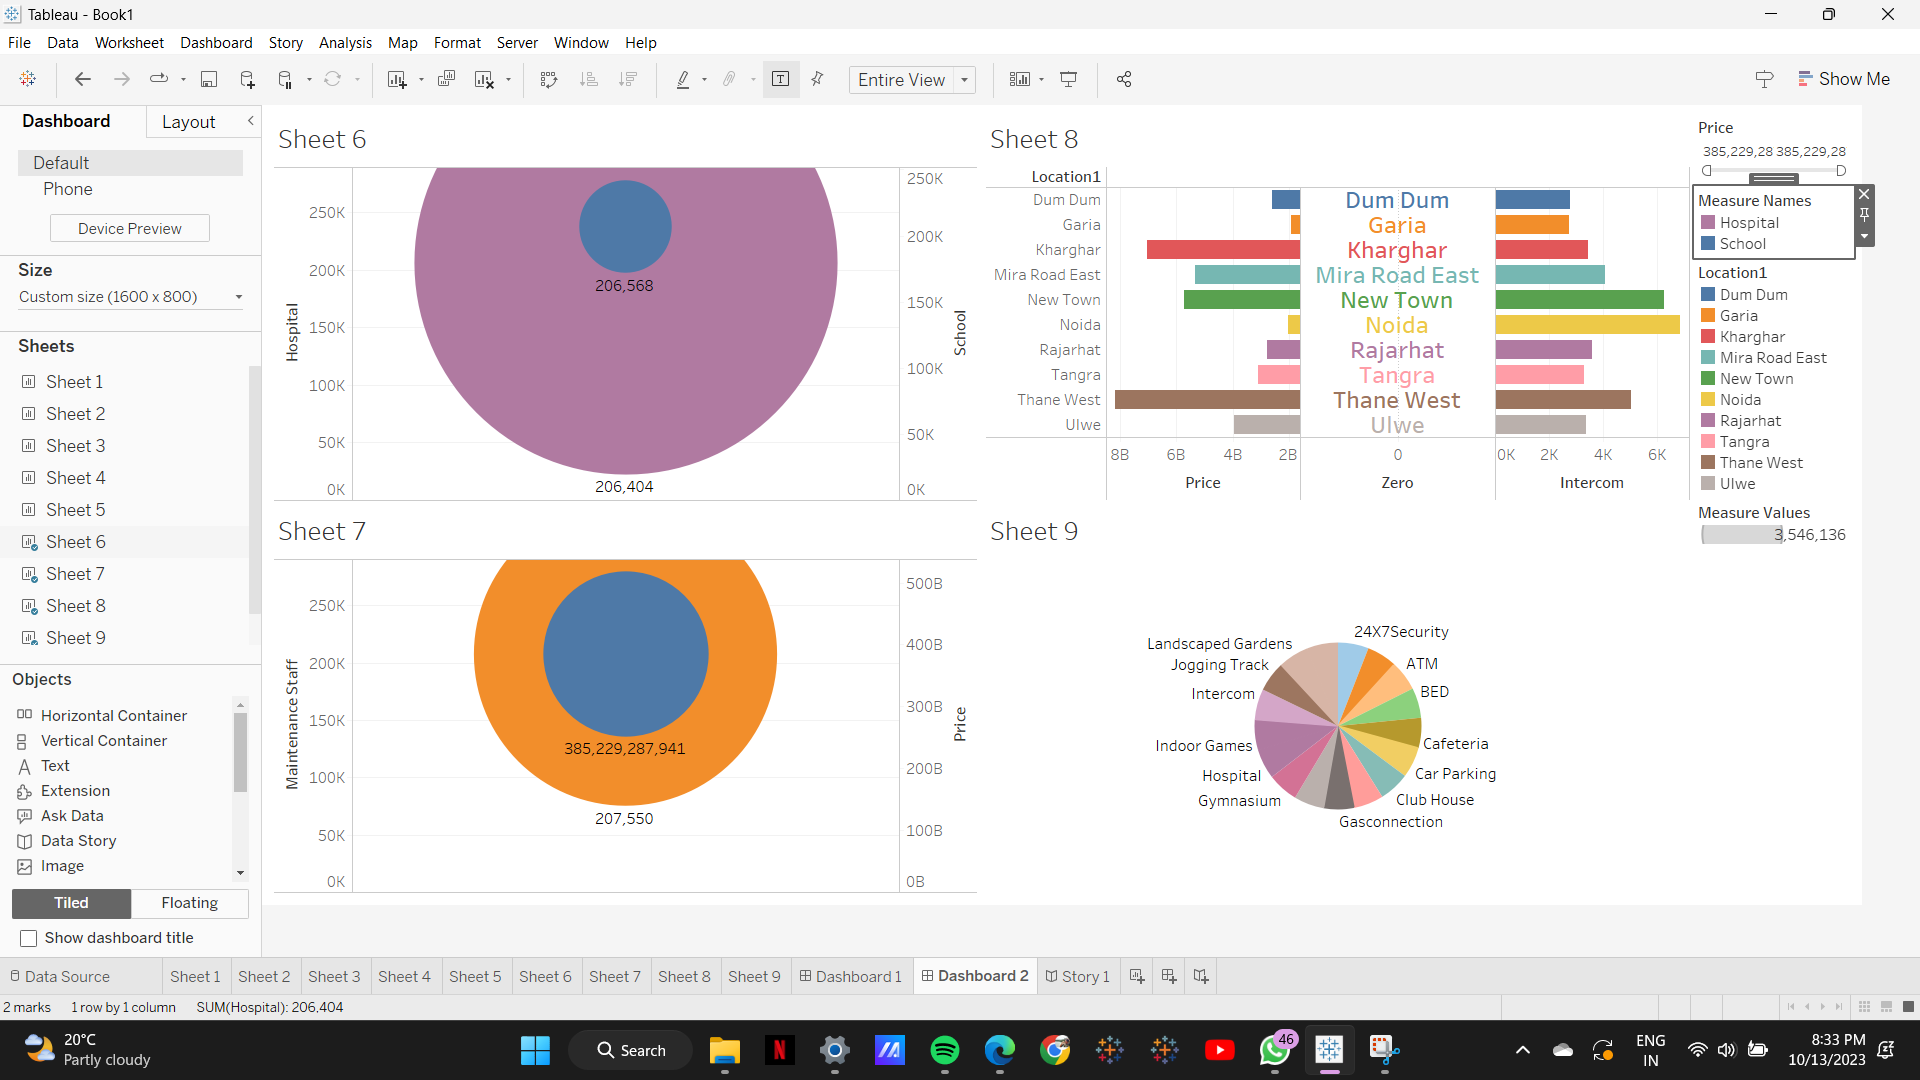 Tableau - Book1
File Data Worksheet Dashboard Story Analysis Map Format Server Window Help
Entire View
Show Me
Dashboard Layout
Default
Phone
Device Preview
Size
Custom size (1600 x 800)
Sheets
Sheet 1
Sheet 2
Sheet 3
Sheet 4
Sheet 5
Sheet 6
Sheet 7
Sheet 8
Sheet 9
Objects
Horizontal Container
Vertical Container
Text
Extension
Ask Data
Data Story
Image
Tiled Floating
Show dashboard title
Sheet 6
Hospital
250K
200K
150K
100K
50K
0K
206,568
206,404
250K
200K
150K
100K
50K
0K
School
Sheet 7
Maintenance Staff
250K
200K
150K
100K
50K
0K
385,229,287,941
207,550
500B
400B
300B
200B
100B
0B
Price
Sheet 8
Location1
Dum Dum Dum Dum
Garia Garia
Kharghar Kharghar
Mira Road East Mira Road East
New Town New Town
Noida Noida
Rajarhat Rajarhat
Tangra Tangra
Thane West Thane West
Ulwe Ulwe
8B 6B 4B 2B 0 0K 2K 4K 6K
Price Zero Intercom
Sheet 9
24X7Security
Landscaped Gardens
Jogging Track
ATM
Intercom
BED
Indoor Games
Cafeteria
Hospital
Car Parking
Gymnasium
Club House
Gasconnection
Price
385,229,28 385,229,28
Measure Names
Hospital
School
Location1
Dum Dum
Garia
Kharghar
Mira Road East
New Town
Noida
Rajarhat
Tangra
Thane West
Ulwe
Measure Values
3,546,136
Data Source Sheet 1 Sheet 2 Sheet 3 Sheet 4 Sheet 5 Sheet 6 Sheet 7 Sheet 8 Sheet 9 Dashboard 1 Dashboard 2 Story 1
2 marks 1 row by 1 column SUM(Hospital): 206,404
20°C
Partly cloudy
Search
46
ENG
IN
8:33 PM
10/13/2023